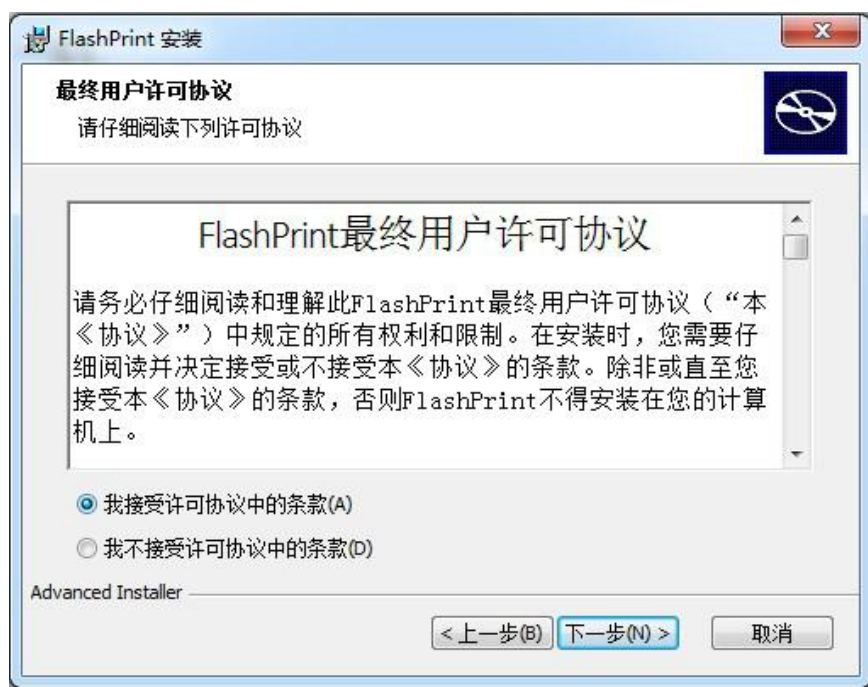 FlashPrint 安装
最终用户许可协议
请仔细阅读下列许可协议
FlashPrint最终用户许可协议
请务必仔细阅读和理解此FlashPrint最终用户许可协议（“本
《协议》”）中规定的所有权利和限制。在安装时，您需要仔
细阅读并决定接受或不接受本《协议》的条款。除非或直至您
接受本《协议》的条款，否则FlashPrint不得安装在您的计算
机上。
我接受许可协议中的条款(A)
我不接受许可协议中的条款(D)
Advanced Installer
< 上一步(B) 下一步(N) > 取消